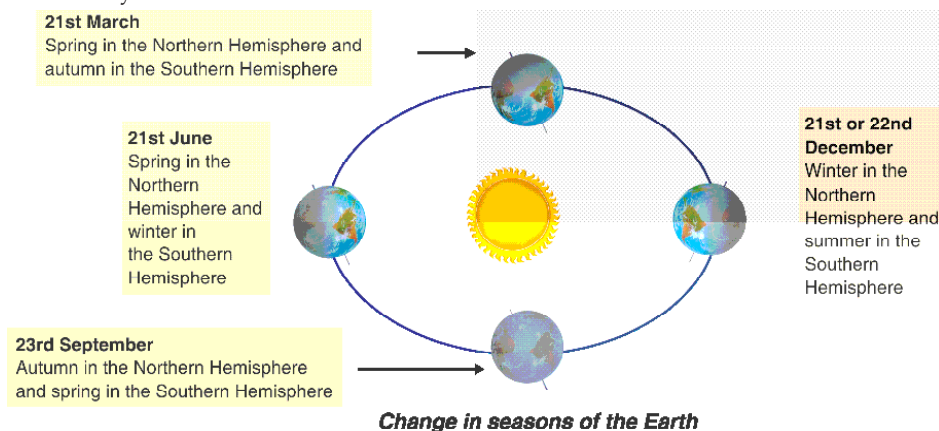 21st March
Spring in the Northern Hemisphere and
autumn in the Southern Hemisphere
21st June
Spring in the
Northern
Hemisphere and
winter in
the Southern
Hemisphere
21st or 22nd
December
Winter in the
Northern
Hemisphere and
summer in the
Southern
Hemisphere
23rd September
Autumn in the Northern Hemisphere
and spring in the Southern Hemisphere
Change in seasons of the Earth